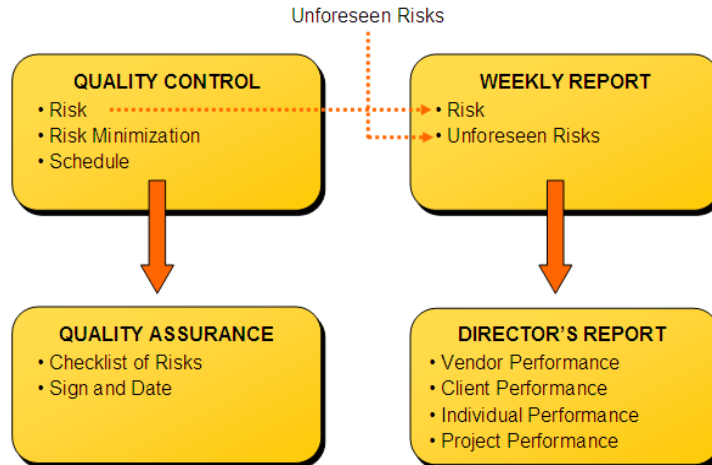 Unforeseen Risks
QUALITY CONTROL
• Risk
• Risk Minimization
• Schedule
WEEKLY REPORT
• Risk
• Unforeseen Risks
QUALITY ASSURANCE
• Checklist of Risks
• Sign and Date
DIRECTOR’S REPORT
• Vendor Performance
• Client Performance
• Individual Performance
• Project Performance